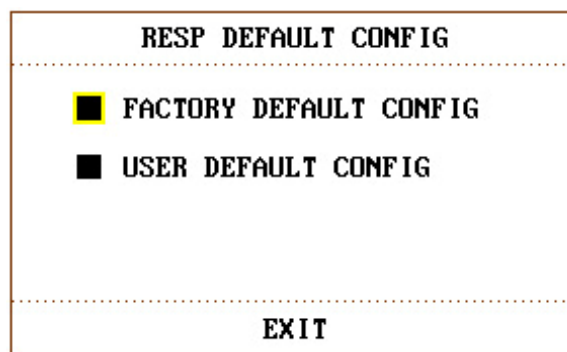 RESP DEFAULT CONFIG
FACTORY DEFAULT CONFIG
USER DEFAULT CONFIG
EXIT